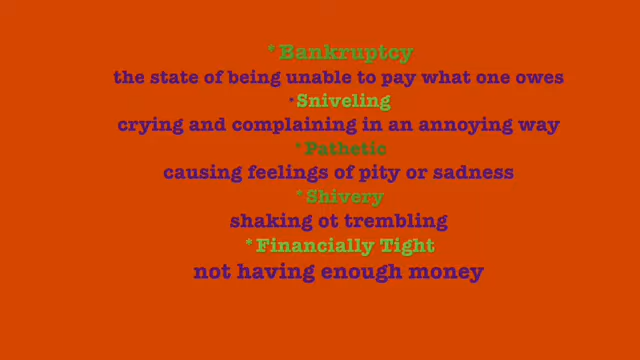 *Bankruptcy
the state of being unable to pay what one owes
*Sniveling
crying and complaining in an annoying way
*Pathetic
causing feelings of pity or sadness
*Shivery
shaking ot trembling
*Financially Tight
not having enough money